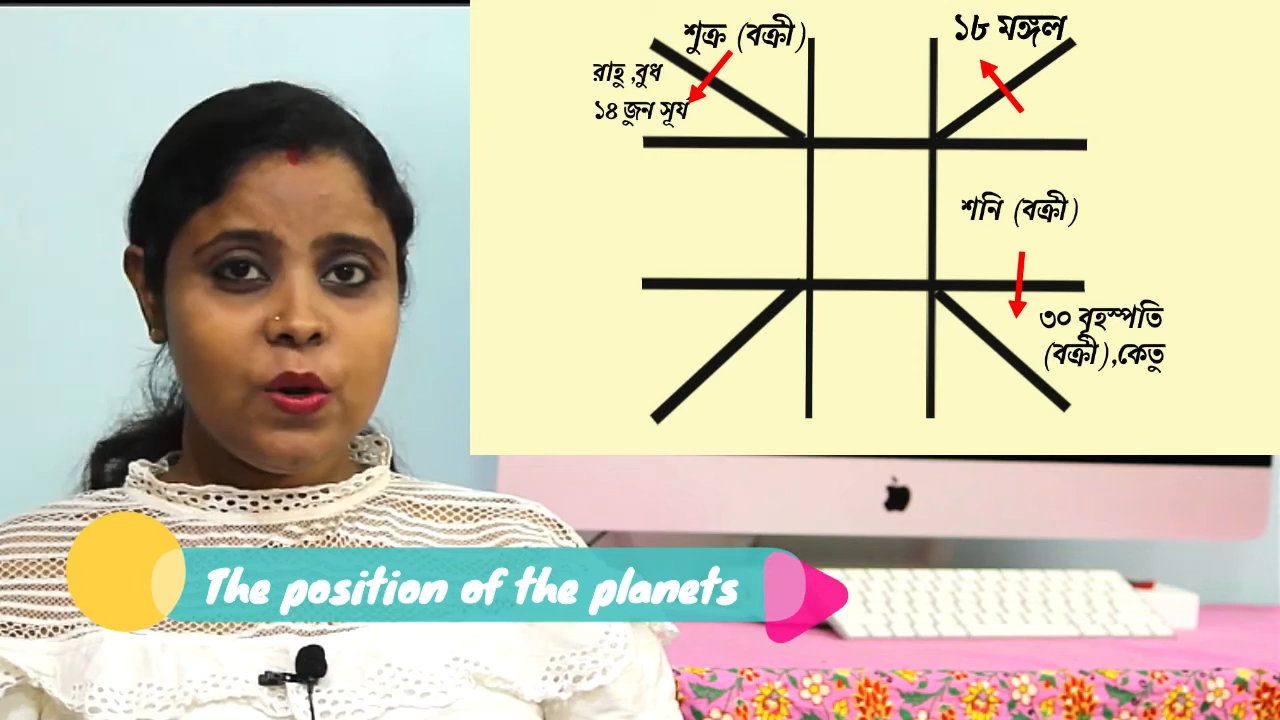 শুক্র (বক্রী)
রাহু ,বুধ
১৪ জুন সূর্য
১৮ মঙ্গল
শনি (বক্রী)
৩০ বৃহস্পতি
(বক্রী),কেতু
The position of the planets